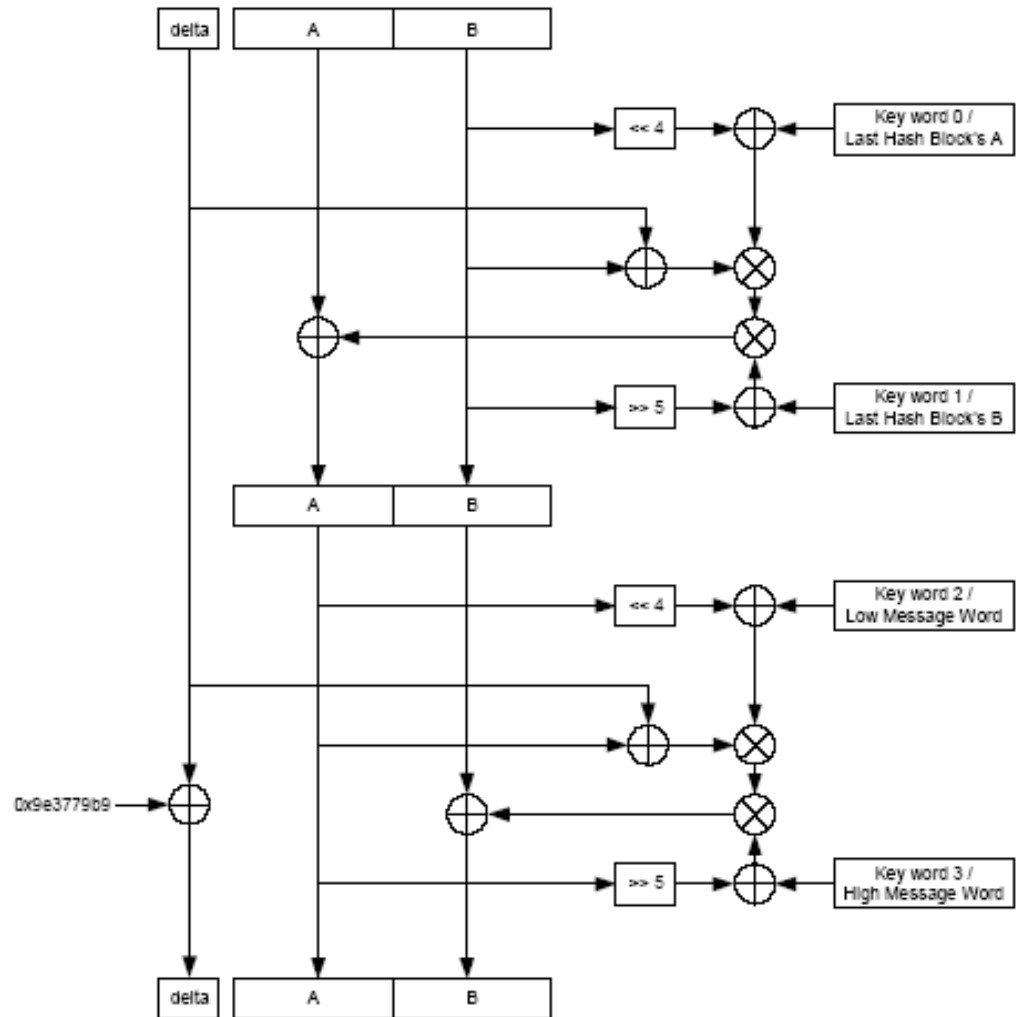 delta
A
B
<< 4
Key word 0 /
Last Hash Block's A
>> 5
Key word 1 /
Last Hash Block's B
A
B
<< 4
Key word 2 /
Low Message Word
0x9e3779b9
>> 5
Key word 3 /
High Message Word
delta
A
B